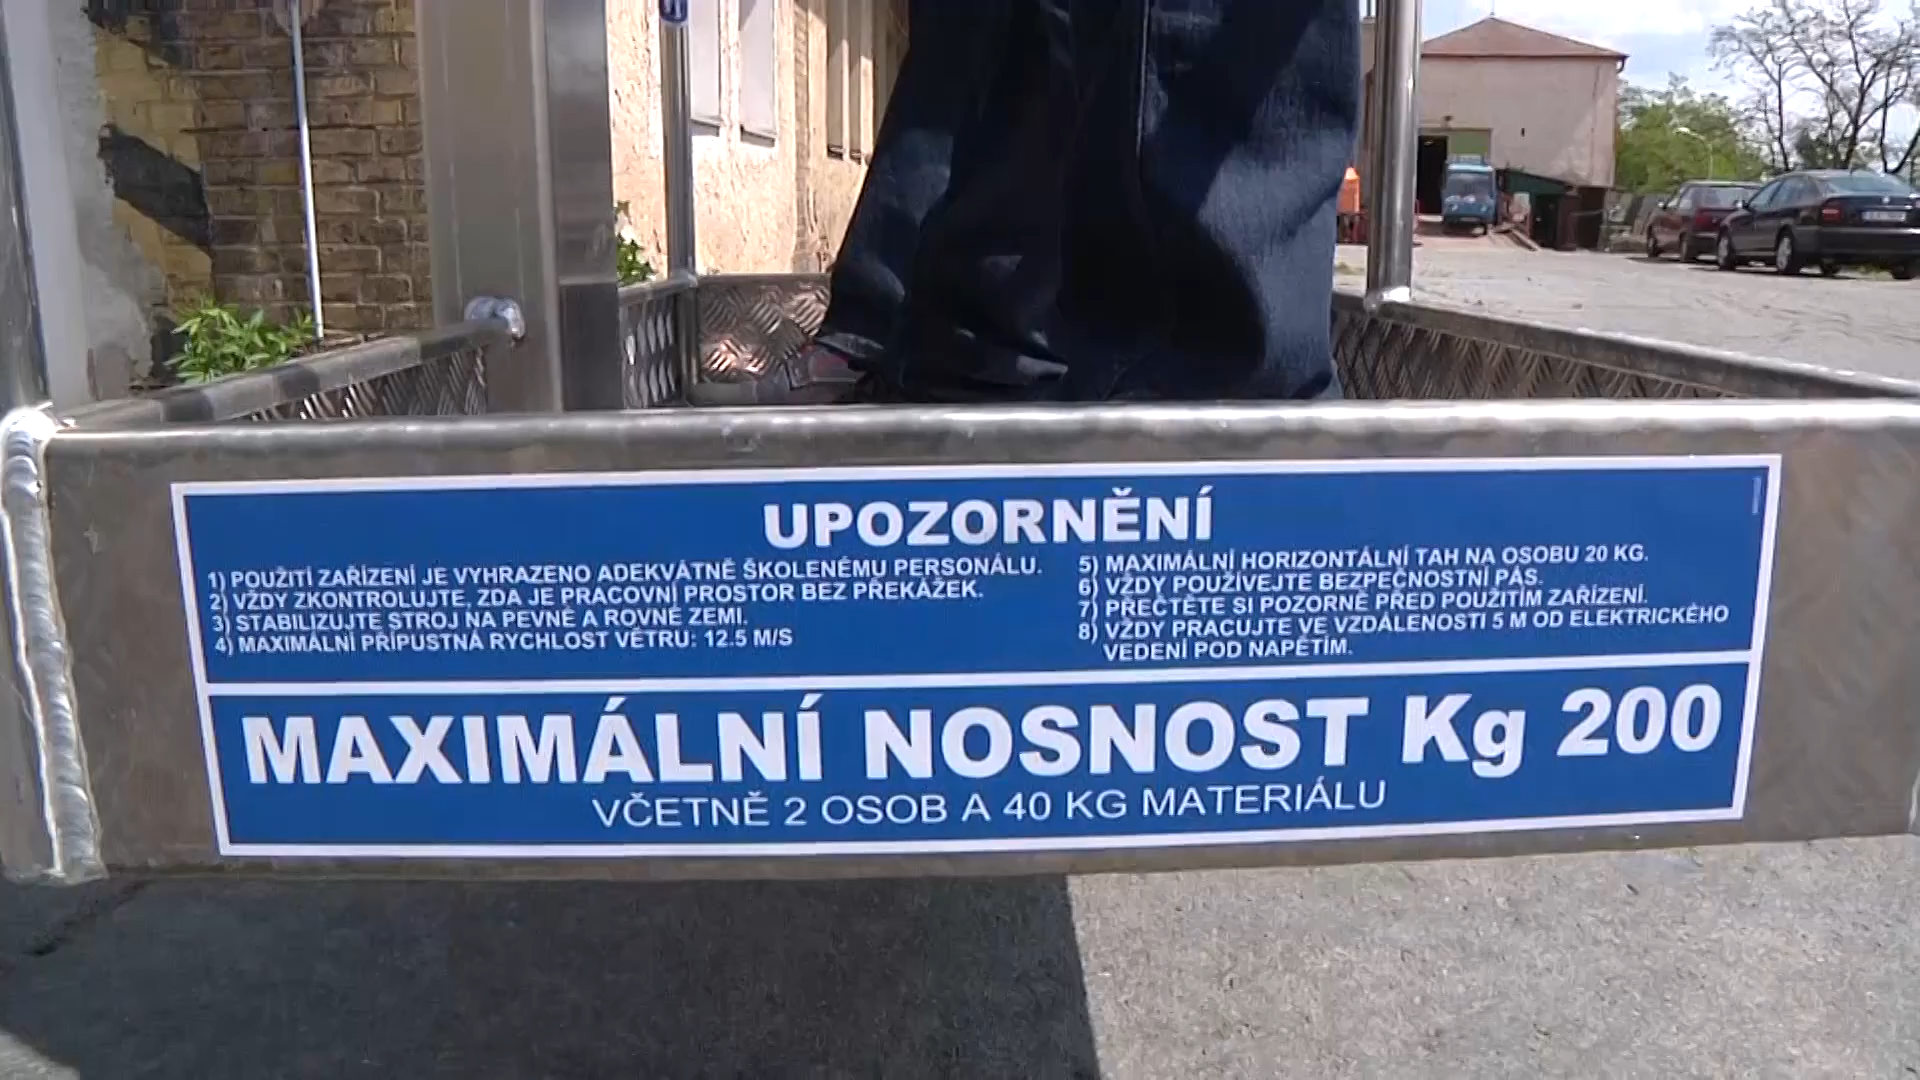 UPOZORNĚNÍ
1) POUŽITÍ ZAŘÍZENÍ JE VYHRAZENO ADEKVÁTNĚ ŠKOLENÉMU PERSONÁLU.
2) VŽDY ZKONTROLUJTE, ZDA JE PRACOVNÍ PROSTOR BEZ PŘEKÁŽEK.
3) STABILIZUJTE STROJ NA PEVNÉ A ROVNÉ ZEMI.
4) MAXIMÁLNÍ PŘÍPUSTNÁ RYCHLOST VĚTRU: 12.5 M/S
5) MAXIMÁLNÍ HORIZONTÁLNÍ TAH NA OSOBU 20 KG.
6) VŽDY POUŽÍVEJTE BEZPEČNOSTNÍ PÁS.
7) PŘEČTĚTE SI POZORNĚ PŘED POUŽITÍM ZAŘÍZENÍ.
8) VŽDY PRACUJTE VE VZDÁLENOSTI 5 M OD ELEKTRICKÉHO
VEDENÍ POD NAPĚTÍM.
MAXIMÁLNÍ NOSNOST Kg 200
VČETNĚ 2 OSOB A 40 KG MATERIÁLU